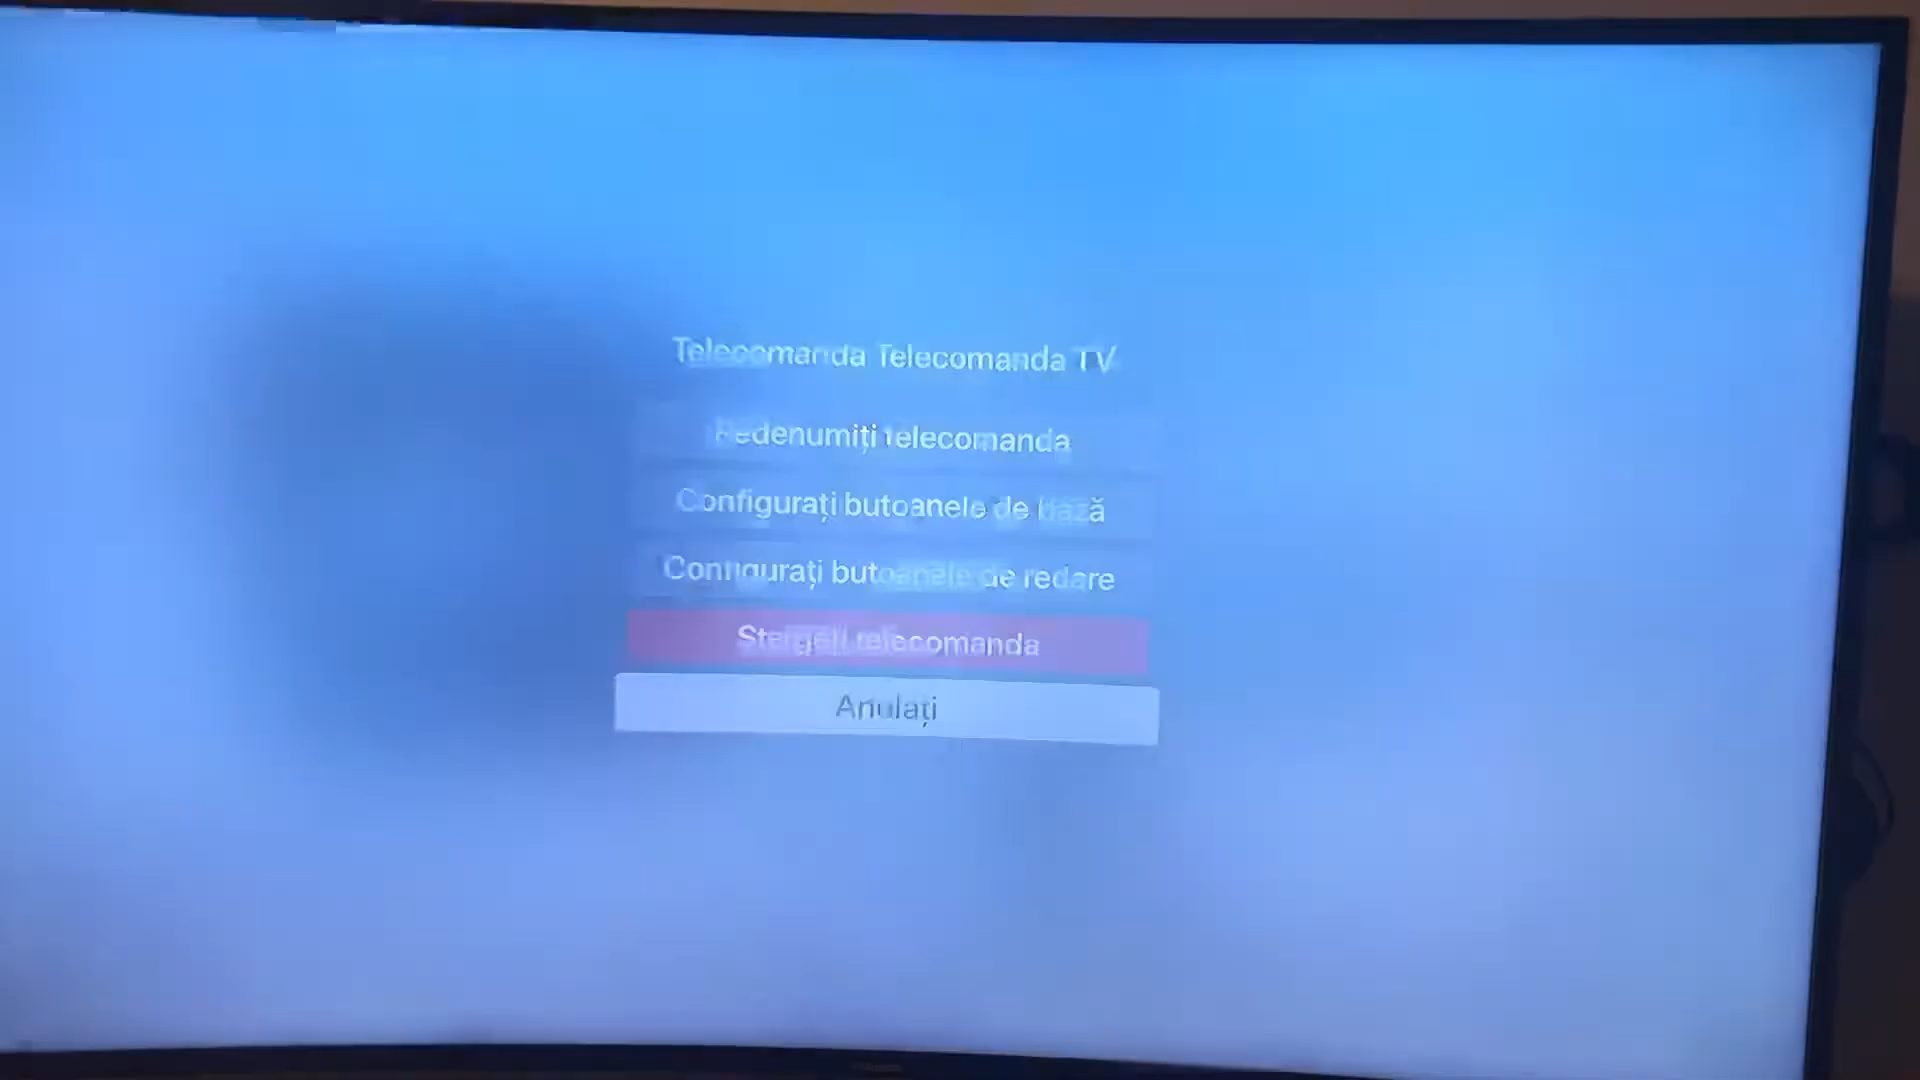 Telecomanda Telecomanda TV
Redenumiți telecomanda
Configurați butoanele de bază
Configurați butoanele de redare
Ștergeți telecomanda
Anulați